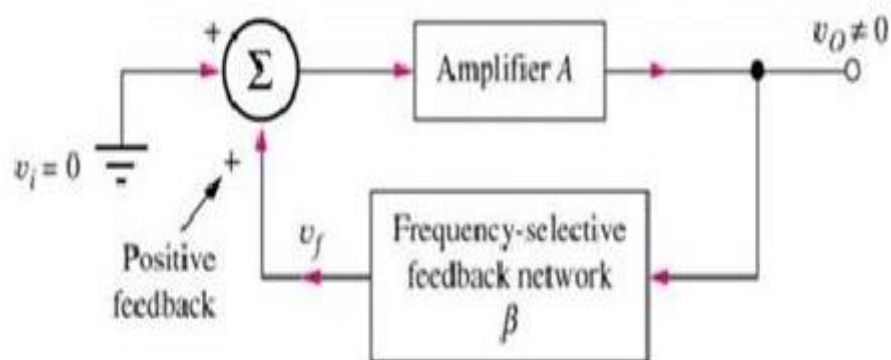 +
Σ
Amplifier A
v_O ≠ 0
v_i = 0
+
Positive
feedback
v_f
Frequency-selective
feedback network
β